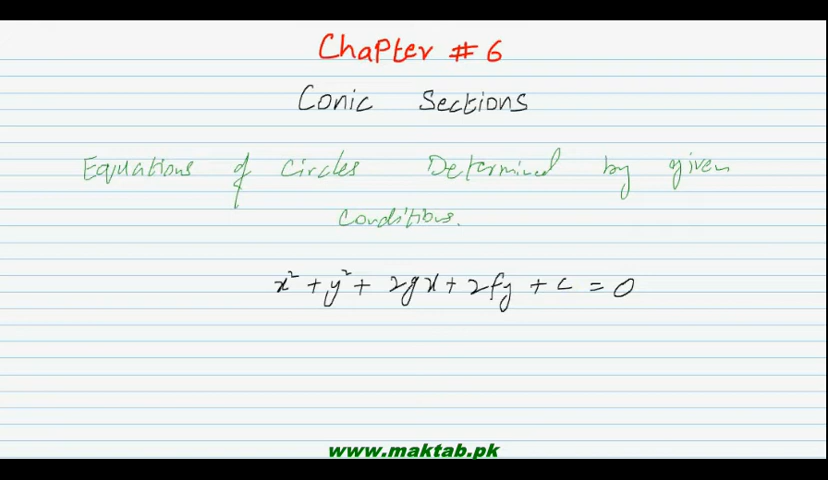 Chapter # 6
Conic Sections
Equations of Circles Determined by given
Conditions.
x² + y² + 2gx + 2fy + c = 0
www.maktab.pk